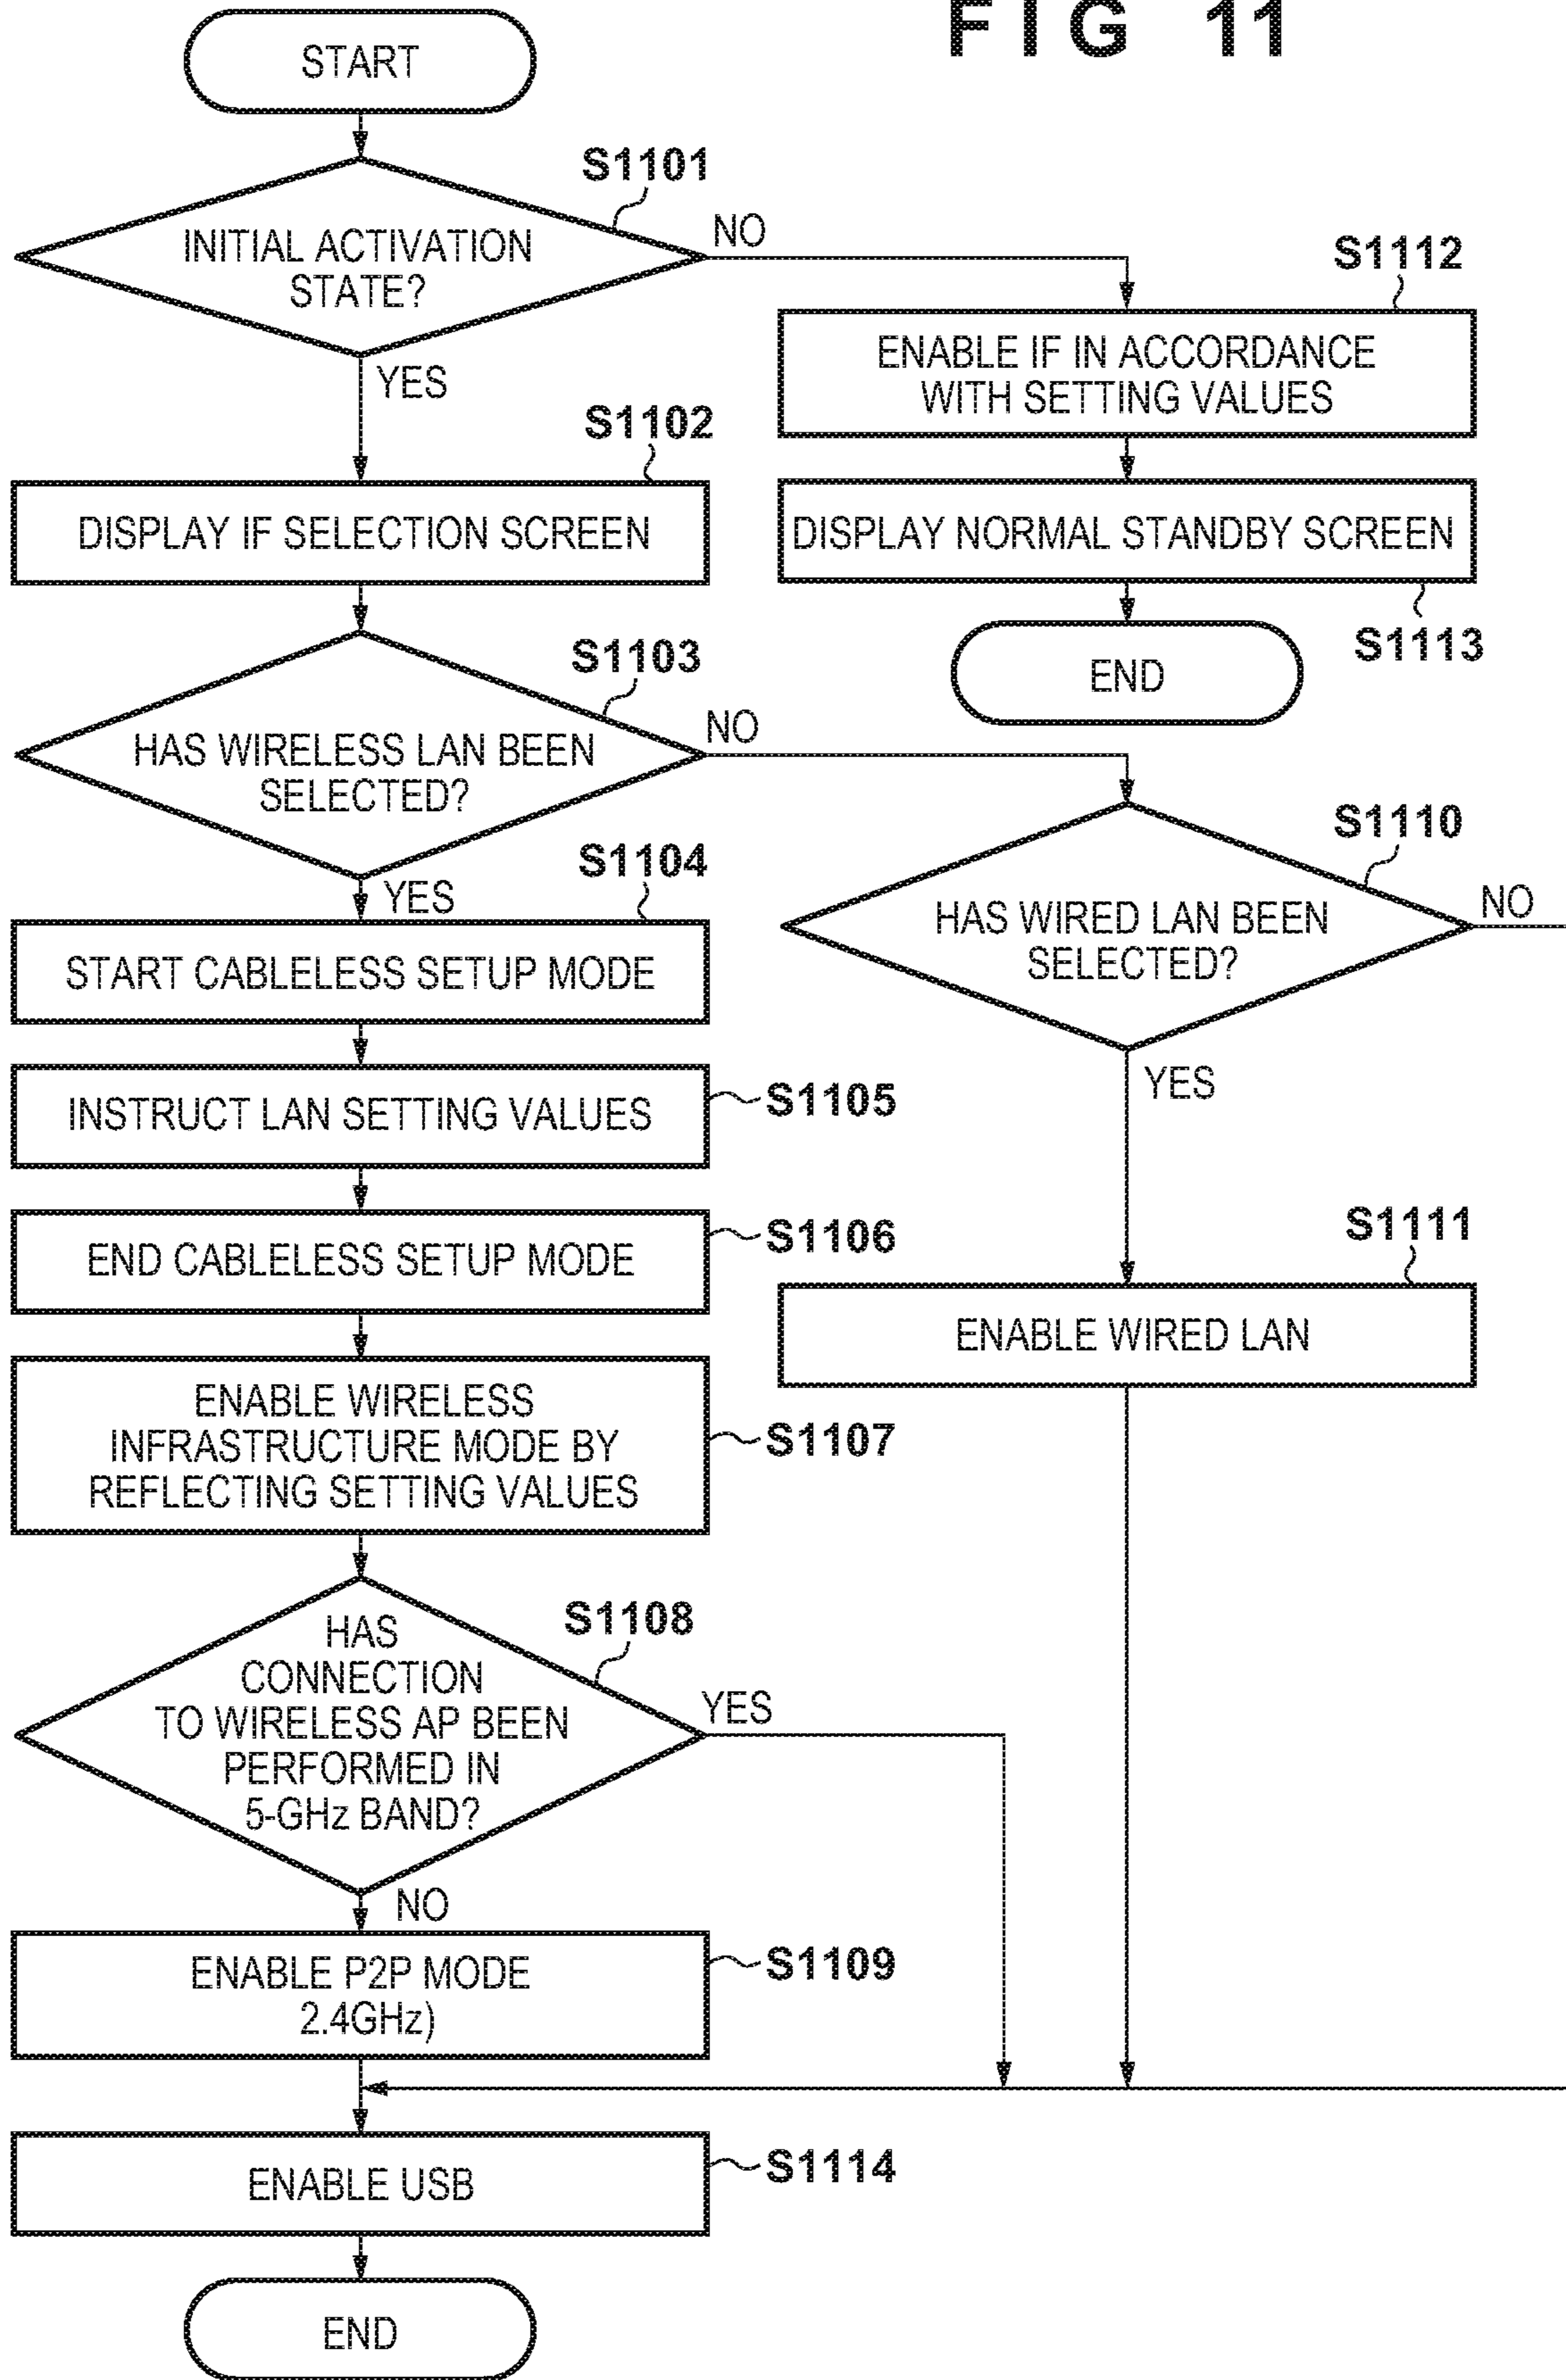 FIG 11
START
S1101
INITIAL ACTIVATION
STATE?
NO
YES
S1112
ENABLE IF IN ACCORDANCE
WITH SETTING VALUES
S1102
DISPLAY IF SELECTION SCREEN
DISPLAY NORMAL STANDBY SCREEN
S1113
END
S1103
HAS WIRELESS LAN BEEN
SELECTED?
NO
YES
S1110
HAS WIRED LAN BEEN
SELECTED?
NO
YES
S1104
START CABLELESS SETUP MODE
INSTRUCT LAN SETTING VALUES
S1105
END CABLELESS SETUP MODE
S1106
S1111
ENABLE WIRED LAN
ENABLE WIRELESS
INFRASTRUCTURE MODE BY
REFLECTING SETTING VALUES
S1107
S1108
HAS
CONNECTION
TO WIRELESS AP BEEN
PERFORMED IN
5-GHz BAND?
YES
NO
ENABLE P2P MODE
2.4GHz)
S1109
ENABLE USB
S1114
END